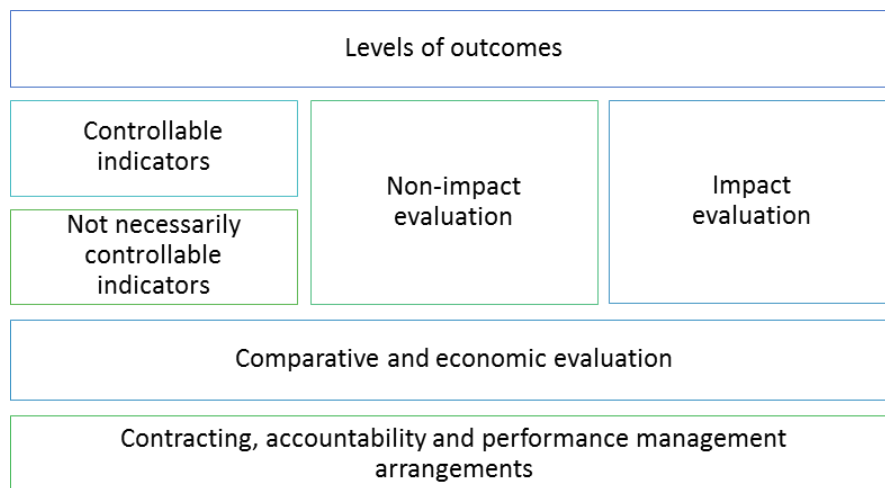 Levels of outcomes
Controllable
indicators
Non-impact
evaluation
Impact
evaluation
Not necessarily
controllable
indicators
Comparative and economic evaluation
Contracting, accountability and performance management
arrangements